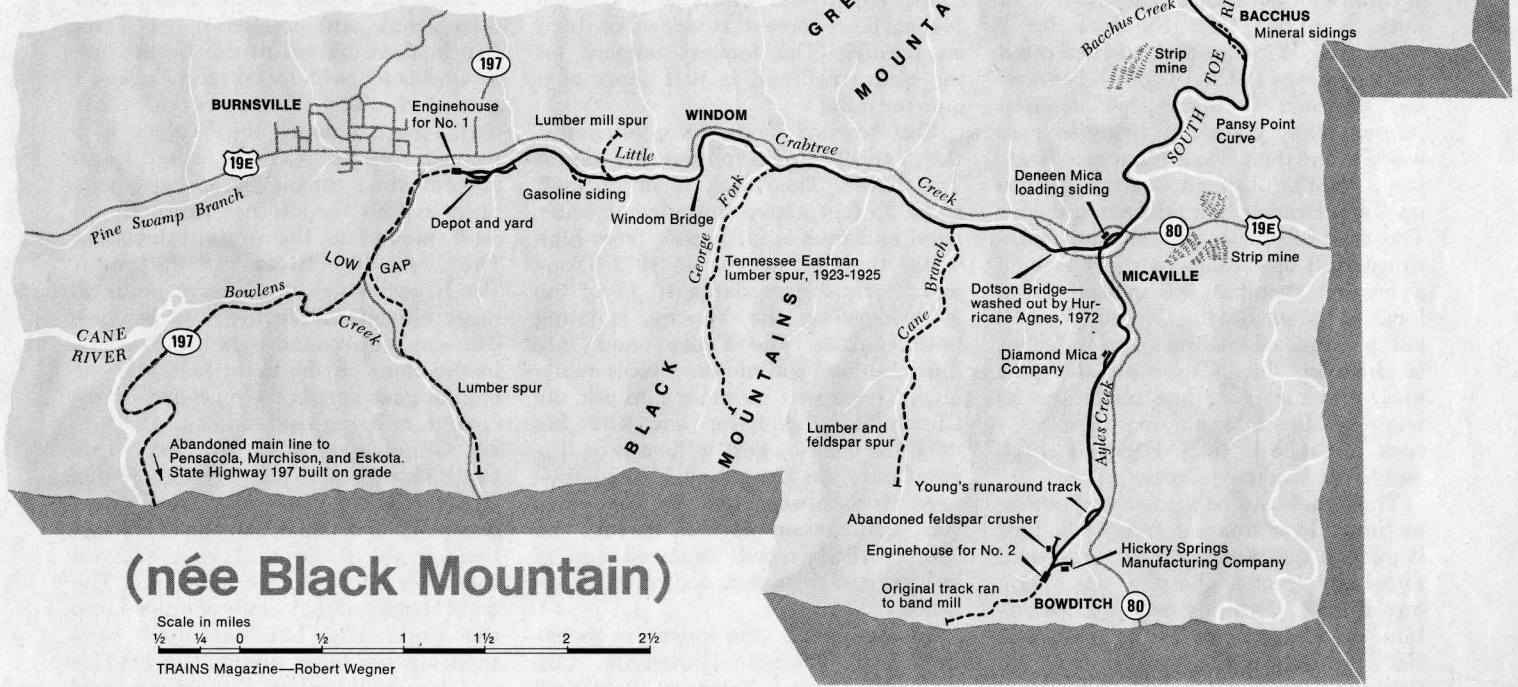 GRE
MOUNTA
Bacchus Creek
RI
BACCHUS
Mineral sidings
Strip
mine
SOUTH TOE
Pansy Point
Curve
197
BURNSVILLE
Enginehouse
for No. 1
Lumber mill spur
WINDOM
19E
Little Crabtree Creek
Gasoline siding
Pine Swamp Branch
Depot and yard
Windom Bridge
George Fork
Deneen Mica
loading siding
80
19E
Strip mine
MICAVILLE
LOW GAP
Tennessee Eastman
lumber spur, 1923-1925
Dotson Bridge—
washed out by Hur-
ricane Agnes, 1972
Bowlens Creek
CANE
RIVER
197
Cane Branch
Diamond Mica
Company
Lumber spur
BLACK
MOUNTAINS
Ayles Creek
Lumber and
feldspar spur
Abandoned main line to
Pensacola, Murchison, and Eskota.
State Highway 197 built on grade
Young's runaround track
Abandoned feldspar crusher
Enginehouse for No. 2
Hickory Springs
Manufacturing Company
Original track ran
to band mill
BOWDITCH
80
(née Black Mountain)
Scale in miles
½ ¼ 0 ½ 1 1½ 2 2½
TRAINS Magazine—Robert Wegner